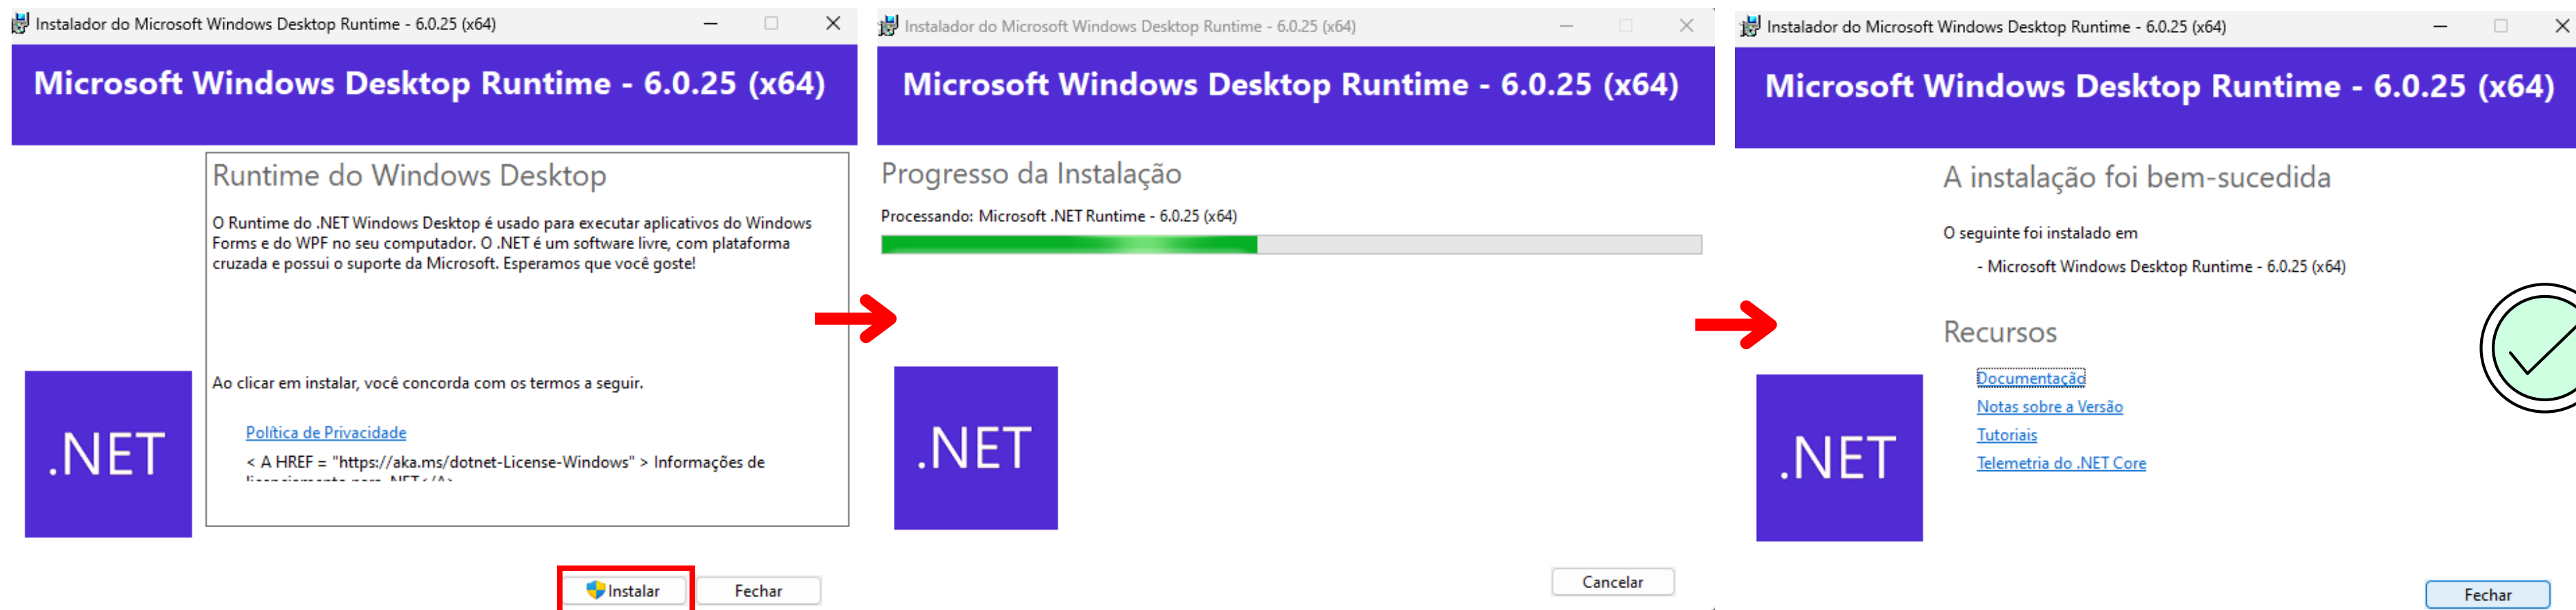 Instalador do Microsoft Windows Desktop Runtime - 6.0.25 (x64)
Microsoft Windows Desktop Runtime - 6.0.25 (x64)
Runtime do Windows Desktop
O Runtime do .NET Windows Desktop é usado para executar aplicativos do Windows
Forms e do WPF no seu computador. O .NET é um software livre, com plataforma
cruzada e possui o suporte da Microsoft. Esperamos que você goste!
Ao clicar em instalar, você concorda com os termos a seguir.
Política de Privacidade
< A HREF = "https://aka.ms/dotnet-License-Windows" > Informações de
licenciamento para .NET</A>
.NET
Instalar
Fechar
Instalador do Microsoft Windows Desktop Runtime - 6.0.25 (x64)
Microsoft Windows Desktop Runtime - 6.0.25 (x64)
Progresso da Instalação
Processando: Microsoft .NET Runtime - 6.0.25 (x64)
.NET
Cancelar
Instalador do Microsoft Windows Desktop Runtime - 6.0.25 (x64)
Microsoft Windows Desktop Runtime - 6.0.25 (x64)
A instalação foi bem-sucedida
O seguinte foi instalado em
- Microsoft Windows Desktop Runtime - 6.0.25 (x64)
Recursos
Documentação
Notas sobre a Versão
Tutoriais
Telemetria do .NET Core
.NET
Fechar